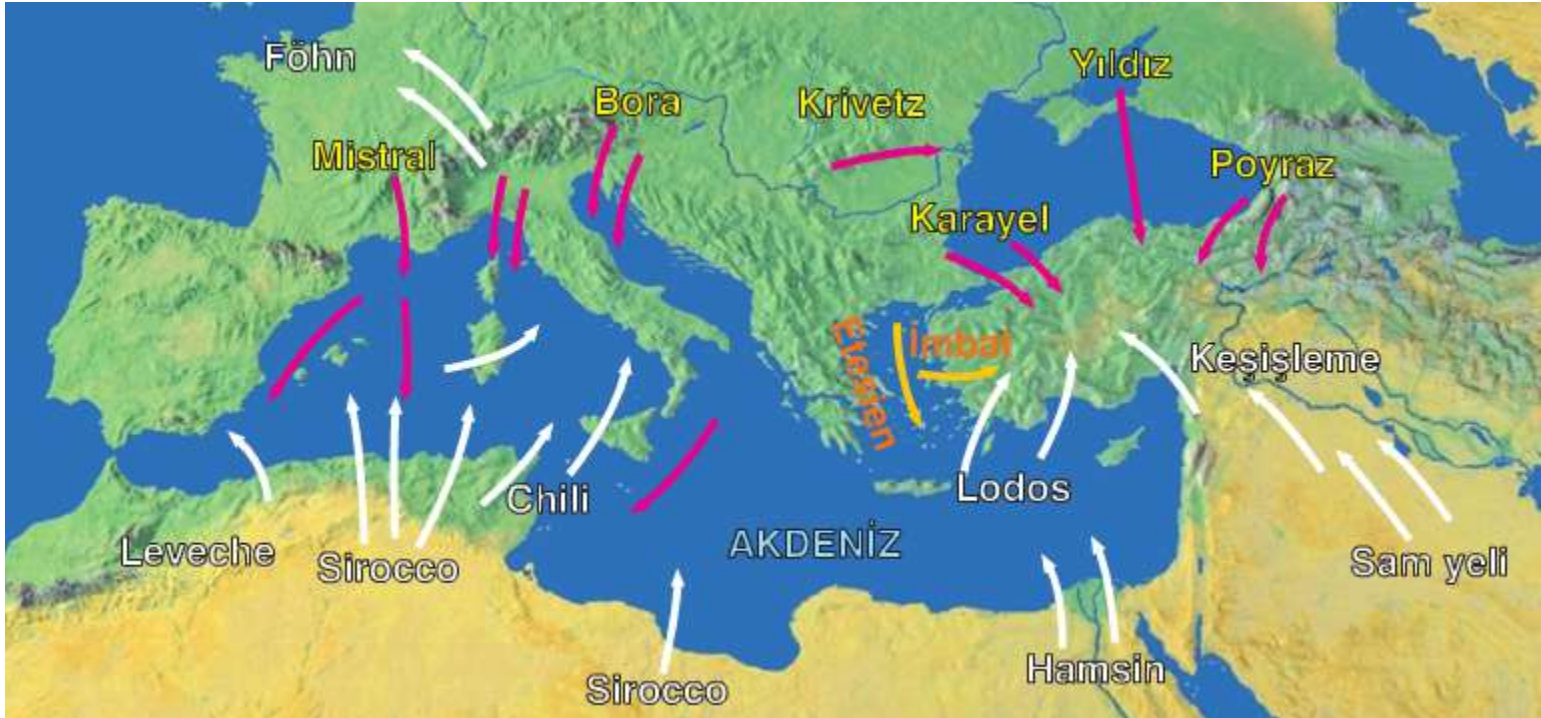 Föhn
Yıldız
Bora
Krivetz
Mistral
Poyraz
Karayel
Etesien
İmbat
Keşişleme
Chili
Lodos
AKDENİZ
Leveche
Sirocco
Sam yeli
Hamsin
Sirocco